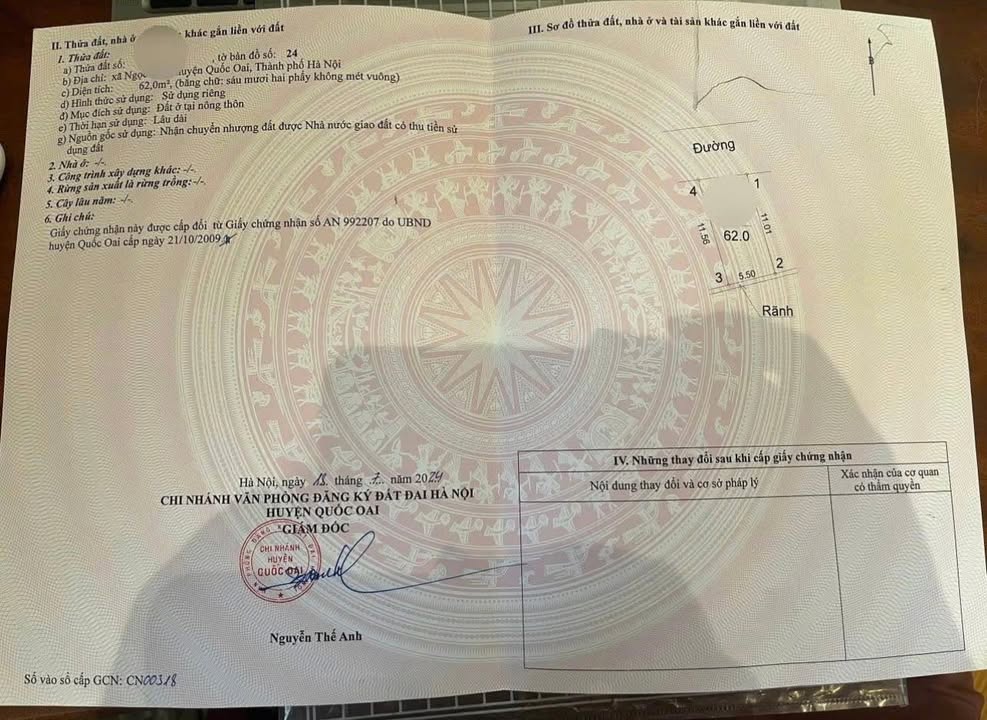 II. Thửa đất, nhà ở khác gắn liền với đất
1. Thửa đất:
a) Thửa đất số: , tờ bản đồ số: 24
b) Địa chỉ: xã Ngọc huyện Quốc Oai, Thành phố Hà Nội
c) Diện tích: 62,0m², (bằng chữ: sáu mươi hai phẩy không mét vuông)
d) Hình thức sử dụng: Sử dụng riêng
đ) Mục đích sử dụng: Đất ở tại nông thôn
e) Thời hạn sử dụng: Lâu dài
g) Nguồn gốc sử dụng: Nhận chuyển nhượng đất được Nhà nước giao đất có thu tiền sử
dụng đất
2. Nhà ở: -/-
3. Công trình xây dựng khác: -/-
4. Rừng sản xuất là rừng trồng: -/-
5. Cây lâu năm: -/-
6. Ghi chú:
Giấy chứng nhận này được cấp đổi từ Giấy chứng nhận số AN 992207 do UBND
huyện Quốc Oai cấp ngày 21/10/2009
III. Sơ đồ thửa đất, nhà ở và tài sản khác gắn liền với đất
B
Đường
4
1
11.56
62.0
11.01
3
5.50
2
Rãnh
Hà Nội, ngày 18 tháng 7 năm 2024
CHI NHÁNH VĂN PHÒNG ĐĂNG KÝ ĐẤT ĐAI HÀ NỘI
HUYỆN QUỐC OAI
GIÁM ĐỐC
CHI NHÁNH
HUYỆN
QUỐC OAI
Nguyễn Thế Anh
Số vào sổ cấp GCN: CN00318
IV. Những thay đổi sau khi cấp giấy chứng nhận
Nội dung thay đổi và cơ sở pháp lý
Xác nhận của cơ quan
có thẩm quyền